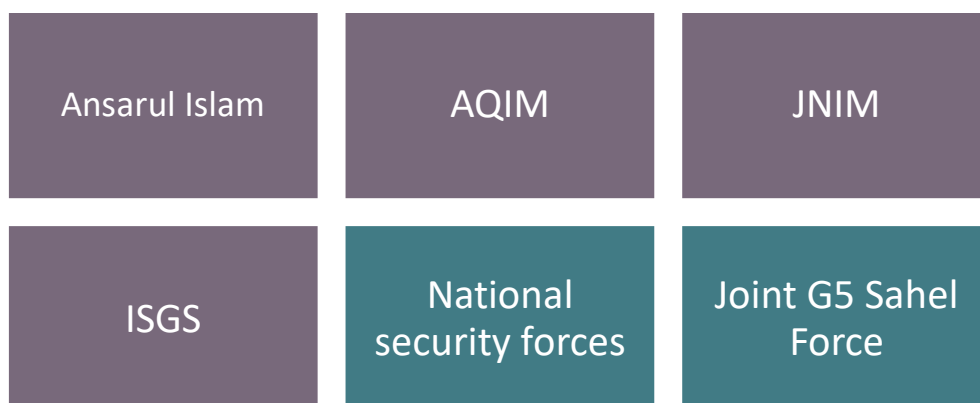 Ansarul Islam
AQIM
JNIM
ISGS
National
security forces
Joint G5 Sahel
Force